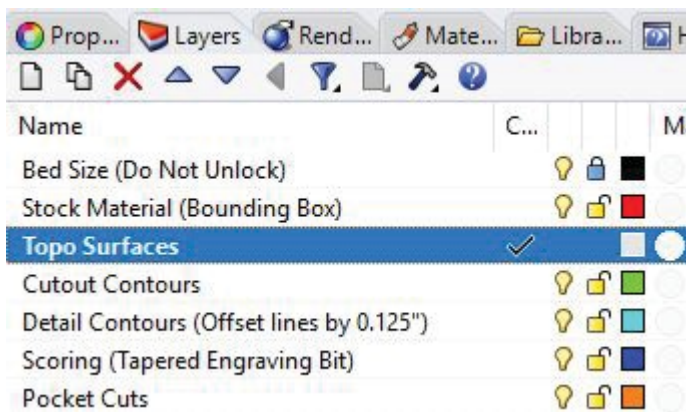 Prop... Layers Rend... Mate... Libra... H
Name C... M
Bed Size (Do Not Unlock)
Stock Material (Bounding Box)
Topo Surfaces
Cutout Contours
Detail Contours (Offset lines by 0.125")
Scoring (Tapered Engraving Bit)
Pocket Cuts